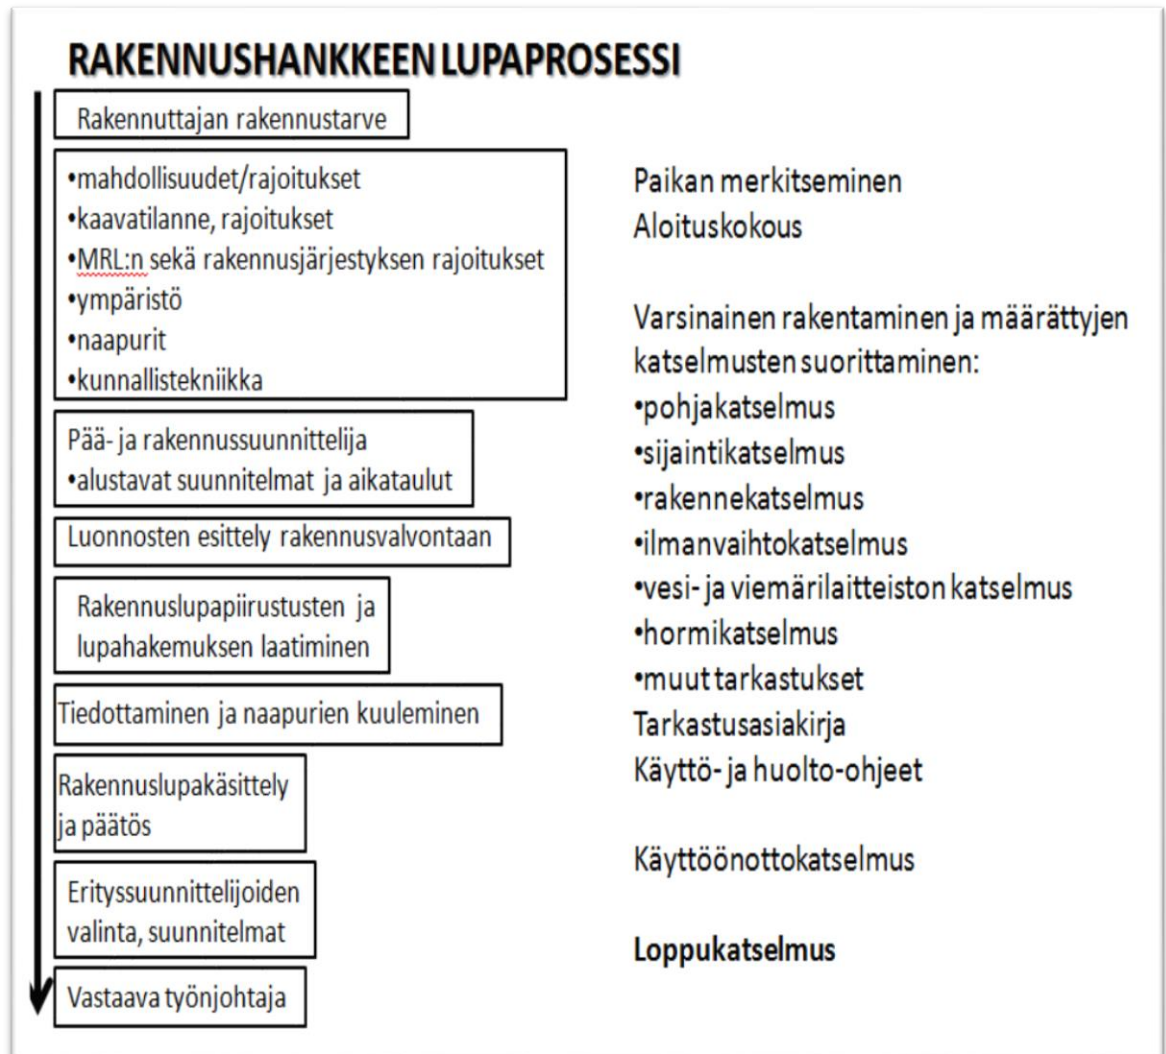 RAKENNUSHANKKEEN LUPAPROSESSI
Rakennuttajan rakennustarve
•mahdollisuudet/rajoitukset
•kaavatilanne, rajoitukset
•MRL:n sekä rakennusjärjestyksen rajoitukset
•ympäristö
•naapurit
•kunnallistekniikka
Pää- ja rakennussuunnittelija
•alustavat suunnitelmat ja aikataulut
Luonnosten esittely rakennusvalvontaan
Rakennuslupapiirustusten ja
lupahakemuksen laatiminen
Tiedottaminen ja naapurien kuuleminen
Rakennuslupakäsittely
ja päätös
Erityssuunnittelijoiden
valinta, suunnitelmat
Vastaava työnjohtaja
Paikan merkitseminen
Aloituskokous
Varsinainen rakentaminen ja määrättyjen
katselmusten suorittaminen:
•pohjakatselmus
•sijaintikatselmus
•rakennekatselmus
•ilmanvaihtokatselmus
•vesi- ja viemärilaitteiston katselmus
•hormikatselmus
•muut tarkastukset
Tarkastusasiakirja
Käyttö- ja huolto-ohjeet
Käyttöönottokatselmus
Loppukatselmus